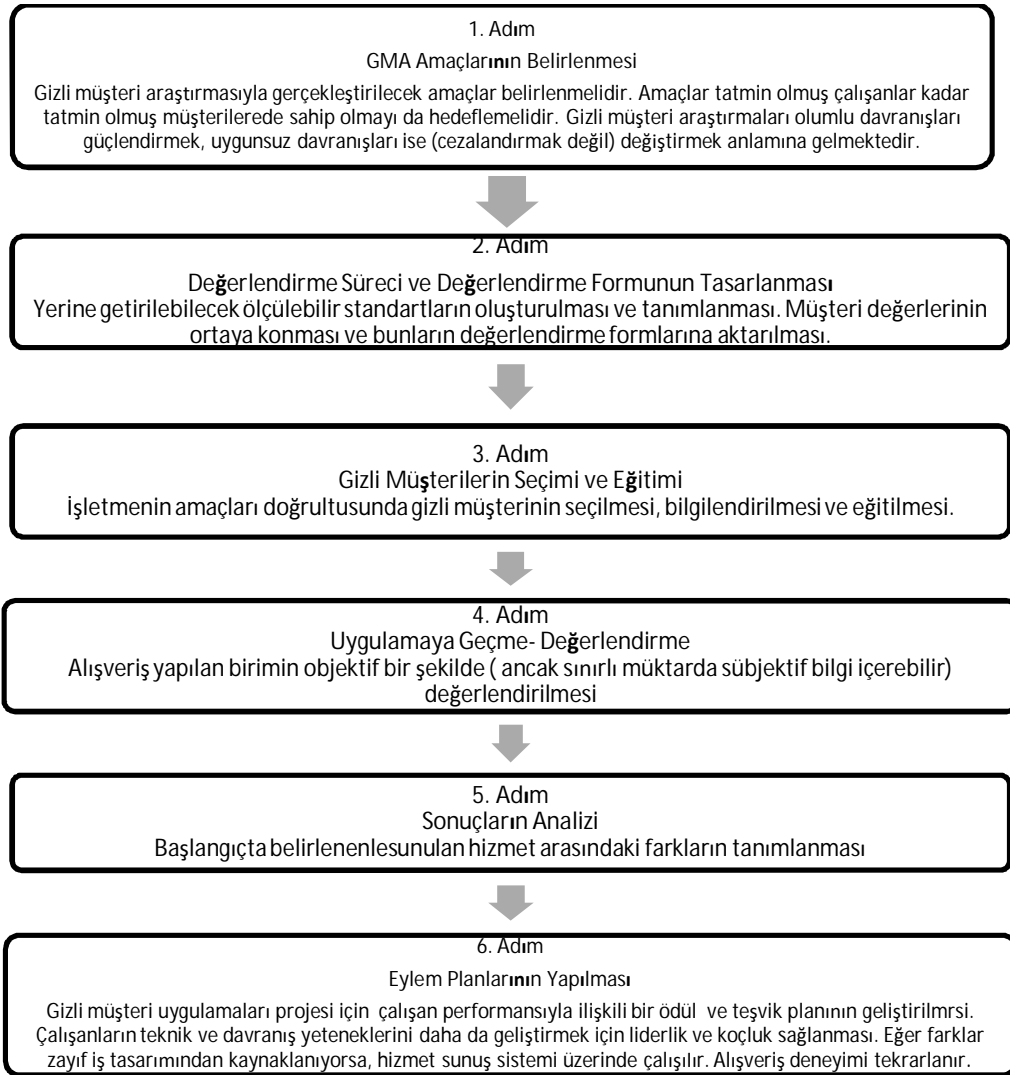 1. Adım
GMA Amaçlarının Belirlenmesi
Gizli müşteri araştırmasıyla gerçekleştirilecek amaçlar belirlenmelidir. Amaçlar tatmin olmuş çalışanlar kadar
tatmin olmuş müşterilerede sahip olmayı da hedeflemelidir. Gizli müşteri araştırmaları olumlu davranışları
güçlendirmek, uygunsuz davranışları ise (cezalandırmak değil) değiştirmek anlamına gelmektedir.
2. Adım
Değerlendirme Süreci ve Değerlendirme Formunun Tasarlanması
Yerine getirilebilecek ölçülebilir standartların oluşturulması ve tanımlanması. Müşteri değerlerinin
ortaya konması ve bunların değerlendirme formlarına aktarılması.
3. Adım
Gizli Müşterilerin Seçimi ve Eğitimi
İşletmenin amaçları doğrultusunda gizli müşterinin seçilmesi, bilgilendirilmesi ve eğitilmesi.
4. Adım
Uygulamaya Geçme- Değerlendirme
Alışveriş yapılan birimin objektif bir şekilde ( ancak sınırlı müktarda sübjektif bilgi içerebilir)
değerlendirilmesi
5. Adım
Sonuçların Analizi
Başlangıçta belirlenenlesunulan hizmet arasındaki farkların tanımlanması
6. Adım
Eylem Planlarının Yapılması
Gizli müşteri uygulamaları projesi için çalışan performansıyla ilişkili bir ödül ve teşvik planının geliştirilmrsi.
Çalışanların teknik ve davranış yeteneklerini daha da geliştirmek için liderlik ve koçluk sağlanması. Eğer farklar
zayıf iş tasarımından kaynaklanıyorsa, hizmet sunuş sistemi üzerinde çalışılır. Alışveriş deneyimi tekrarlanır.